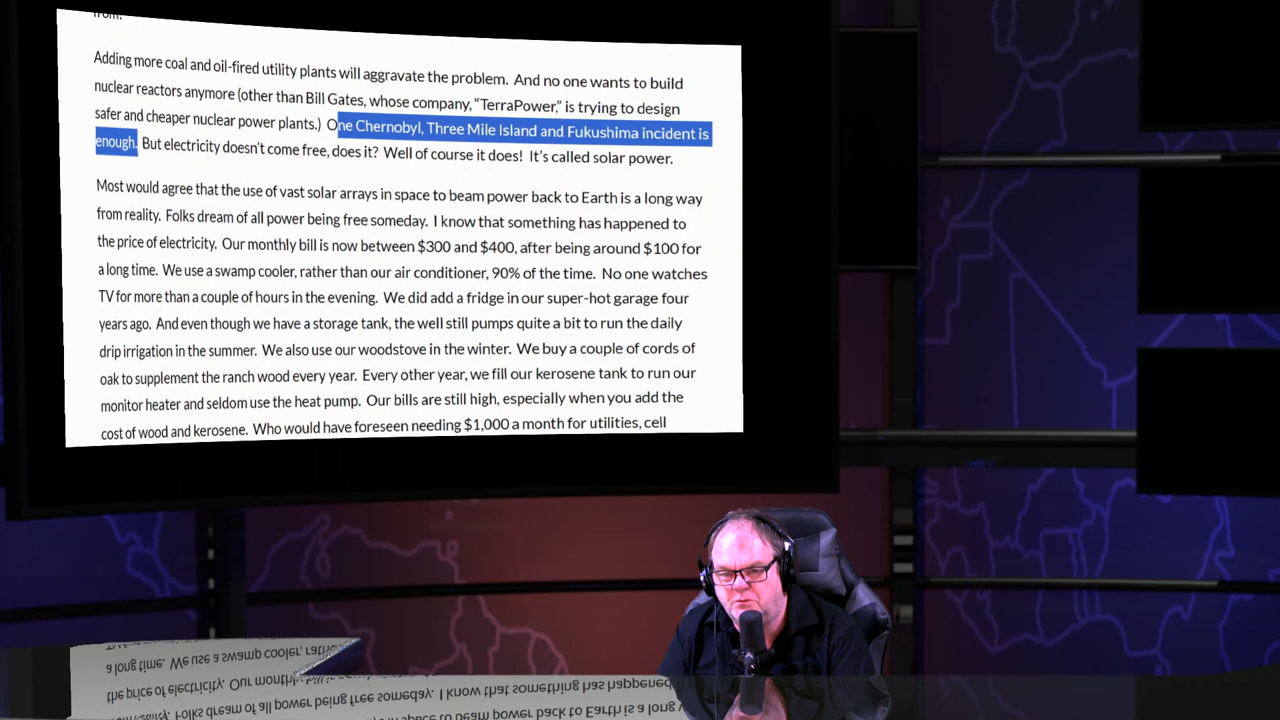 from.
Adding more coal and oil-fired utility plants will aggravate the problem. And no one wants to build
nuclear reactors anymore (other than Bill Gates, whose company, “TerraPower,” is trying to design
safer and cheaper nuclear power plants.) One Chernobyl, Three Mile Island and Fukushima incident is
enough. But electricity doesn’t come free, does it? Well of course it does! It’s called solar power.
Most would agree that the use of vast solar arrays in space to beam power back to Earth is a long way
from reality. Folks dream of all power being free someday. I know that something has happened to
the price of electricity. Our monthly bill is now between $300 and $400, after being around $100 for
a long time. We use a swamp cooler, rather than our air conditioner, 90% of the time. No one watches
TV for more than a couple of hours in the evening. We did add a fridge in our super-hot garage four
years ago. And even though we have a storage tank, the well still pumps quite a bit to run the daily
drip irrigation in the summer. We also use our woodstove in the winter. We buy a couple of cords of
oak to supplement the ranch wood every year. Every other year, we fill our kerosene tank to run our
monitor heater and seldom use the heat pump. Our bills are still high, especially when you add the
cost of wood and kerosene. Who would have foreseen needing $1,000 a month for utilities, cell